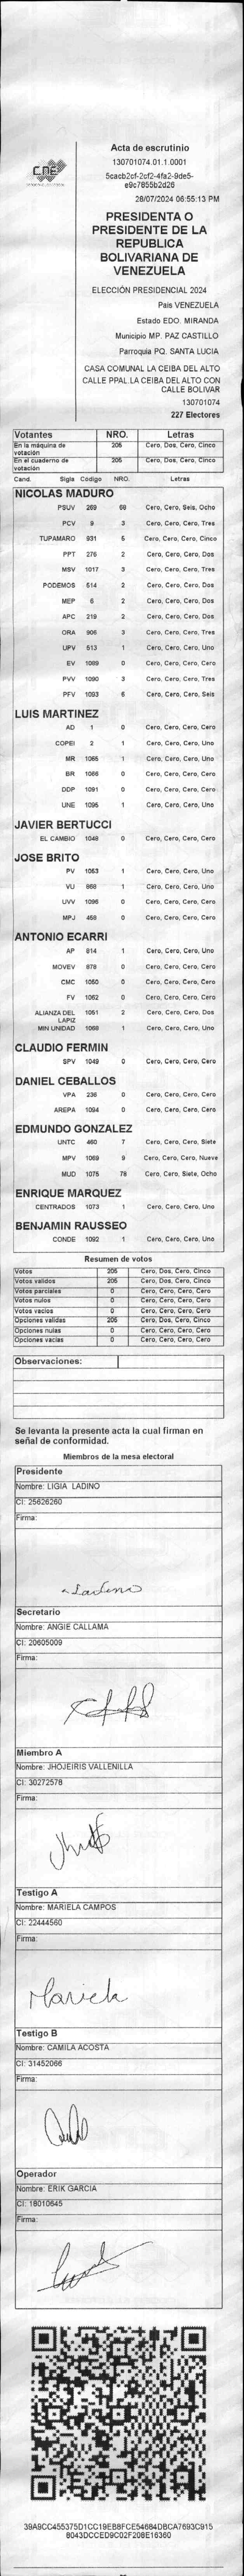 CNE
Acta de escrutinio
130701074.01.1.0001
5cacb2cf-2cf2-4fa2-9de5-
e9c7655b2d26
28/07/2024 06:55:13 PM
PRESIDENTA O
PRESIDENTE DE LA
REPUBLICA
BOLIVARIANA DE
VENEZUELA
ELECCIÓN PRESIDENCIAL 2024
País VENEZUELA
Estado EDO. MIRANDA
Municipio MP. PAZ CASTILLO
Parroquia PQ. SANTA LUCIA
CASA COMUNAL LA CEIBA DEL ALTO
CALLE PPAL.LA CEIBA DEL ALTO CON
CALLE BOLIVAR
130701074
227 Electores
Votantes NRO. Letras
En la máquina de votación 205 Cero, Dos, Cero, Cinco
En el cuaderno de votación 205 Cero, Dos, Cero, Cinco
Cand. Sigla Código NRO. Letras
NICOLAS MADURO
PSUV 269 68 Cero, Cero, Seis, Ocho
PCV 9 3 Cero, Cero, Cero, Tres
TUPAMARO 931 5 Cero, Cero, Cero, Cinco
PPT 276 2 Cero, Cero, Cero, Dos
MSV 1017 3 Cero, Cero, Cero, Tres
PODEMOS 514 2 Cero, Cero, Cero, Dos
MEP 6 2 Cero, Cero, Cero, Dos
APC 219 2 Cero, Cero, Cero, Dos
ORA 906 3 Cero, Cero, Cero, Tres
UPV 513 1 Cero, Cero, Cero, Uno
EV 1089 0 Cero, Cero, Cero, Cero
PVV 1090 3 Cero, Cero, Cero, Tres
PFV 1093 6 Cero, Cero, Cero, Seis
LUIS MARTINEZ
AD 1 0 Cero, Cero, Cero, Cero
COPEI 2 1 Cero, Cero, Cero, Uno
MR 1065 1 Cero, Cero, Cero, Uno
BR 1086 0 Cero, Cero, Cero, Cero
DDP 1091 0 Cero, Cero, Cero, Cero
UNE 1095 1 Cero, Cero, Cero, Uno
JAVIER BERTUCCI
EL CAMBIO 1048 0 Cero, Cero, Cero, Cero
JOSE BRITO
PV 1053 1 Cero, Cero, Cero, Uno
VU 868 1 Cero, Cero, Cero, Uno
UVV 1096 0 Cero, Cero, Cero, Cero
MPJ 458 0 Cero, Cero, Cero, Cero
ANTONIO ECARRI
AP 814 1 Cero, Cero, Cero, Uno
MOVEV 878 0 Cero, Cero, Cero, Cero
CMC 1050 0 Cero, Cero, Cero, Cero
FV 1062 0 Cero, Cero, Cero, Cero
ALIANZA DEL LAPIZ 1051 2 Cero, Cero, Cero, Dos
MIN UNIDAD 1068 1 Cero, Cero, Cero, Uno
CLAUDIO FERMIN
SPV 1049 0 Cero, Cero, Cero, Cero
DANIEL CEBALLOS
VPA 236 0 Cero, Cero, Cero, Cero
AREPA 1094 0 Cero, Cero, Cero, Cero
EDMUNDO GONZALEZ
UNTC 460 7 Cero, Cero, Cero, Siete
MPV 1069 9 Cero, Cero, Cero, Nueve
MUD 1075 78 Cero, Cero, Siete, Ocho
ENRIQUE MARQUEZ
CENTRADOS 1073 1 Cero, Cero, Cero, Uno
BENJAMIN RAUSSEO
CONDE 1092 1 Cero, Cero, Cero, Uno
Resumen de votos
Votos 205 Cero, Dos, Cero, Cinco
Votos validos 205 Cero, Dos, Cero, Cinco
Votos parciales 0 Cero, Cero, Cero, Cero
Votos nulos 0 Cero, Cero, Cero, Cero
Votos vacios 0 Cero, Cero, Cero, Cero
Opciones validas 205 Cero, Dos, Cero, Cinco
Opciones nulas 0 Cero, Cero, Cero, Cero
Opciones vacias 0 Cero, Cero, Cero, Cero
Observaciones:
Se levanta la presente acta la cual firman en
señal de conformidad.
Miembros de la mesa electoral
Presidente
Nombre: LIGIA LADINO
CI: 25626260
Firma:
Secretario
Nombre: ANGIE CALLAMA
CI: 20605009
Firma:
Miembro A
Nombre: JHOJEIRIS VALLENILLA
CI: 30272578
Firma:
Testigo A
Nombre: MARIELA CAMPOS
CI: 22444560
Firma:
Mariela
Testigo B
Nombre: CAMILA ACOSTA
CI: 31452066
Firma:
Operador
Nombre: ERIK GARCIA
CI: 18010645
Firma:
39A9CC455375D1CC19EB8FCE54684DBCA7693C915
8043DCCED9C02F208E16360